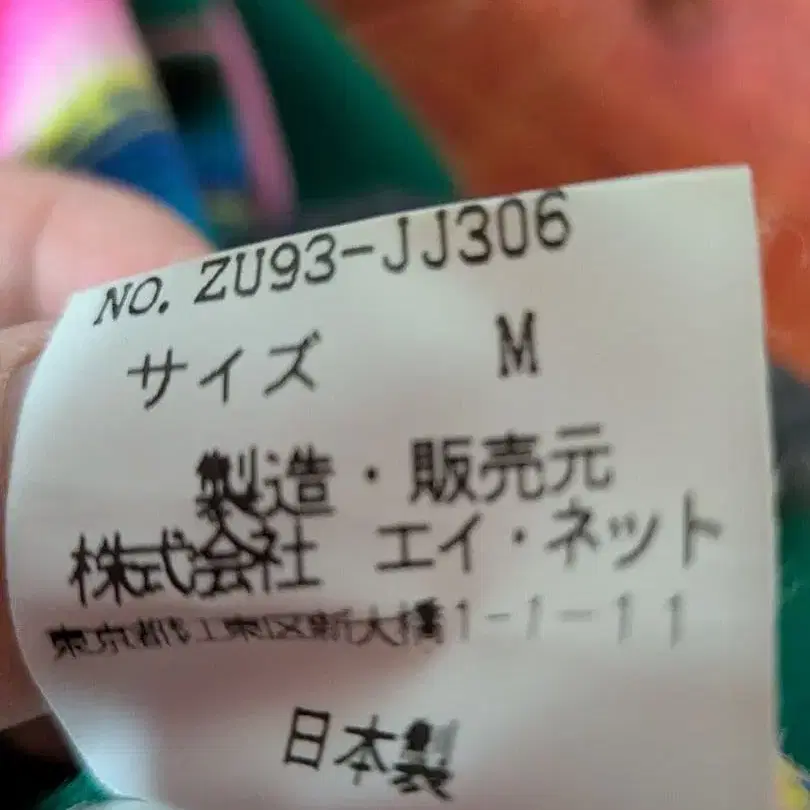 NO. ZU93-JJ306
サイズ M
製造・販売元
株式会社 エイ・ネット
東京都江東区新大橋1-1-11
日本製